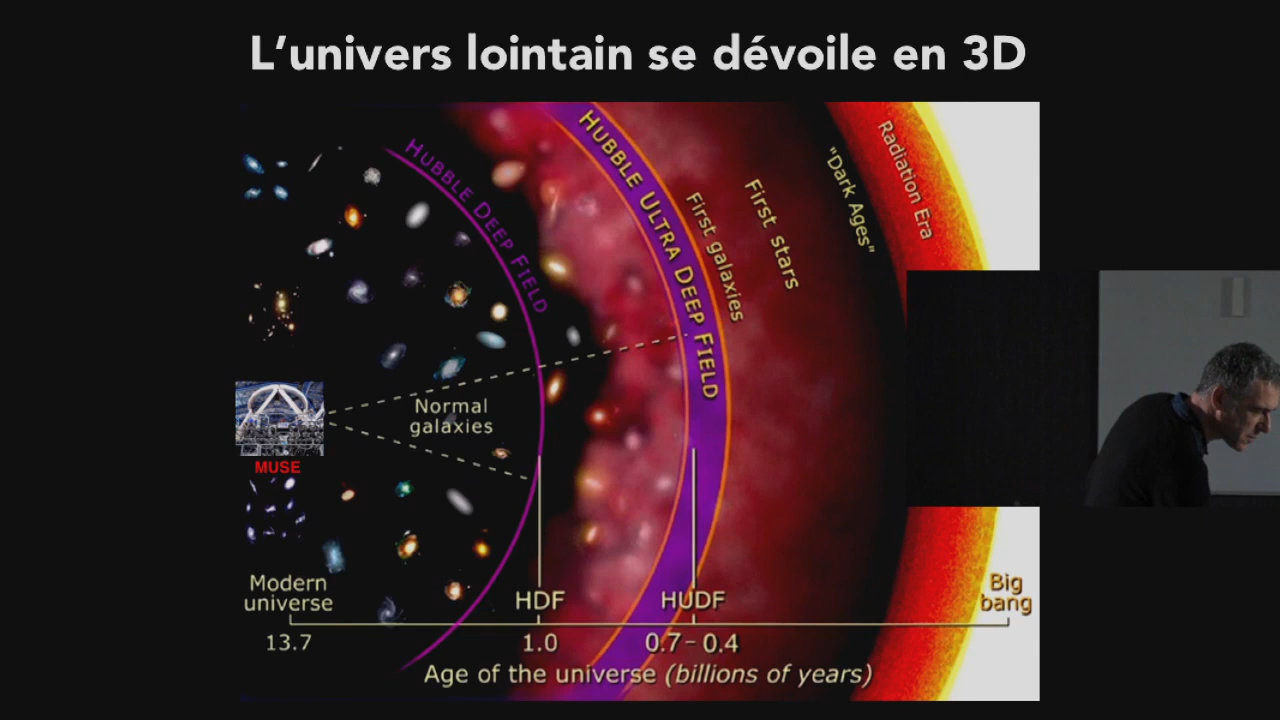 L'univers lointain se dévoile en 3D
HUBBLE DEEP FIELD
HUBBLE ULTRA DEEP FIELD
First galaxies
First stars
"Dark Ages"
Radiation Era
Normal
galaxies
MUSE
Modern
universe
HDF
HUDF
Big
bang
13.7
1.0
0.7 - 0.4
Age of the universe (billions of years)